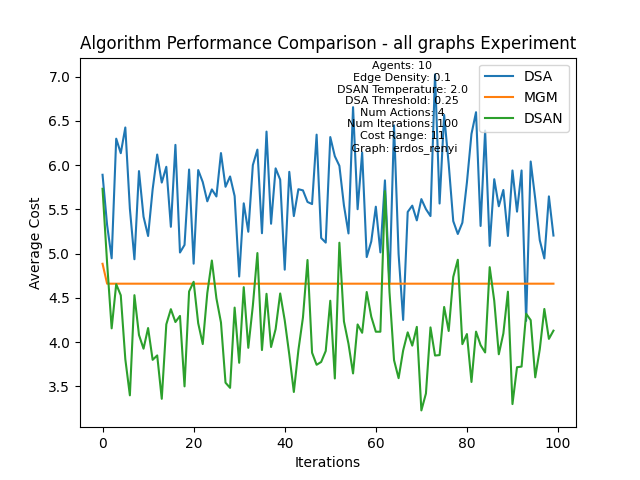 Algorithm Performance Comparison - all graphs Experiment
Agents: 10
Edge Density: 0.1
DSAN Temperature: 2.0
DSA Threshold: 0.25
Num Actions: 4
Num Iterations: 100
Cost Range: 11
Graph: erdos_renyi
DSA
MGM
DSAN
7.0
6.5
6.0
5.5
5.0
4.5
4.0
3.5
Average Cost
0
20
40
60
80
100
Iterations